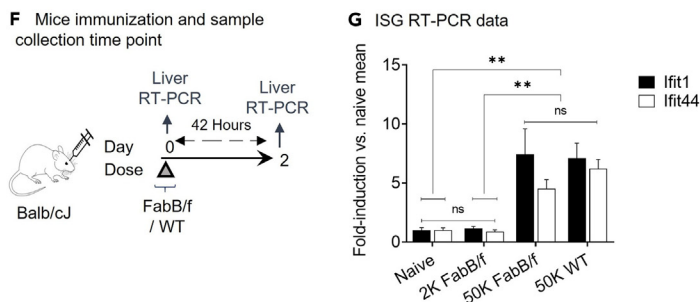 F Mice immunization and sample
collection time point
Liver
RT-PCR
Liver
RT-PCR
42 Hours
Day 0 2
Dose
Balb/cJ
FabB/f
/ WT
G ISG RT-PCR data
Fold-induction vs. naive mean
15
10
5
0
**
**
ns
ns
Naive
2K FabB/f
50K FabB/f
50K WT
Ifit1
Ifit44